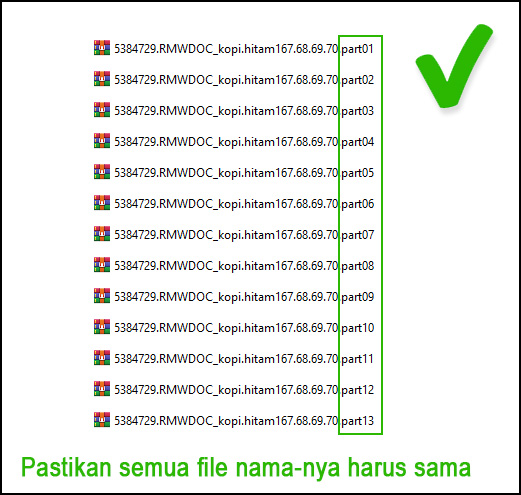 5384729.RMWDOC_kopi.hitam167.68.69.70.part01
5384729.RMWDOC_kopi.hitam167.68.69.70.part02
5384729.RMWDOC_kopi.hitam167.68.69.70.part03
5384729.RMWDOC_kopi.hitam167.68.69.70.part04
5384729.RMWDOC_kopi.hitam167.68.69.70.part05
5384729.RMWDOC_kopi.hitam167.68.69.70.part06
5384729.RMWDOC_kopi.hitam167.68.69.70.part07
5384729.RMWDOC_kopi.hitam167.68.69.70.part08
5384729.RMWDOC_kopi.hitam167.68.69.70.part09
5384729.RMWDOC_kopi.hitam167.68.69.70.part10
5384729.RMWDOC_kopi.hitam167.68.69.70.part11
5384729.RMWDOC_kopi.hitam167.68.69.70.part12
5384729.RMWDOC_kopi.hitam167.68.69.70.part13
Pastikan semua file nama-nya harus sama